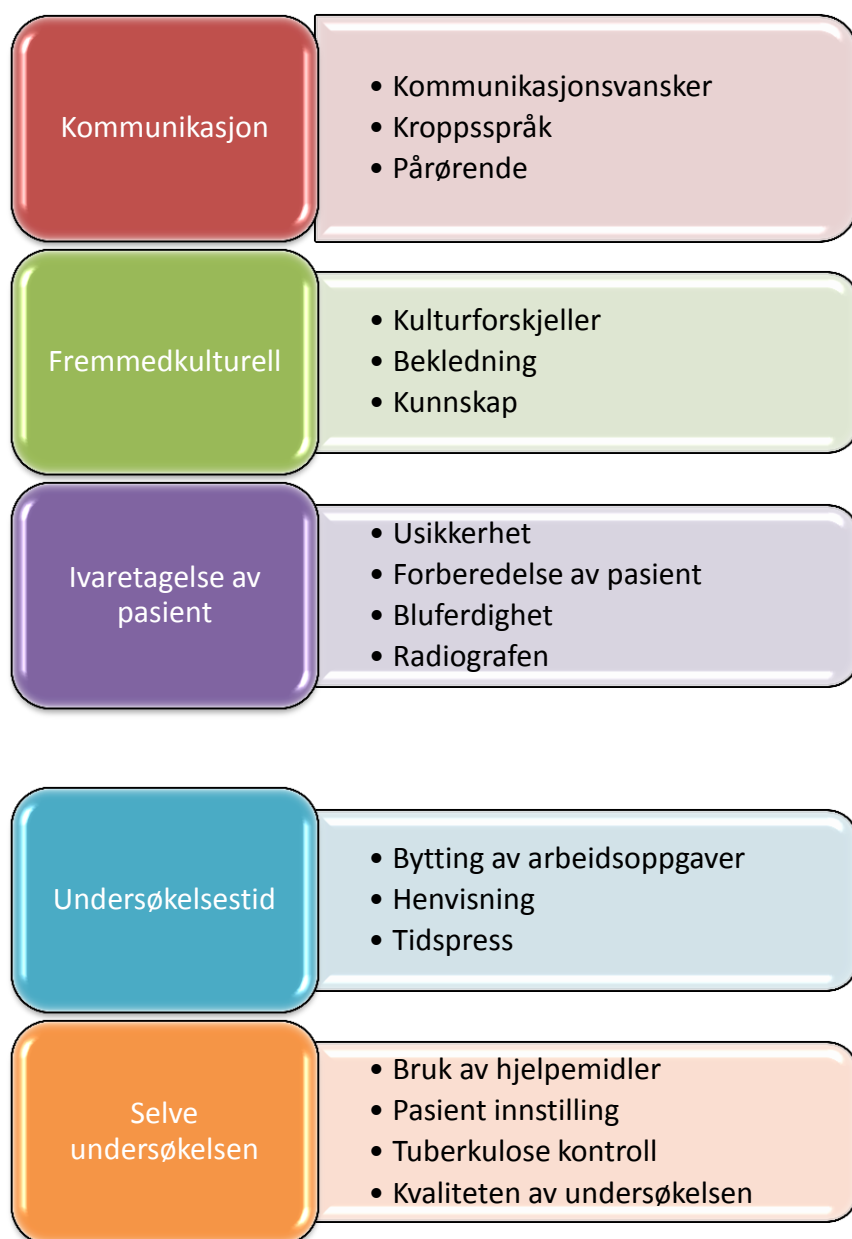 Kommunikasjon
• Kommunikasjonsvansker
• Kroppsspråk
• Pårørende
Fremmedkulturell
• Kulturforskjeller
• Bekledning
• Kunnskap
Ivaretagelse av
pasient
• Usikkerhet
• Forberedelse av pasient
• Bluferdighet
• Radiografen
Undersøkelsestid
• Bytting av arbeidsoppgaver
• Henvisning
• Tidspress
Selve
undersøkelsen
• Bruk av hjelpemidler
• Pasient innstilling
• Tuberkulose kontroll
• Kvaliteten av undersøkelsen